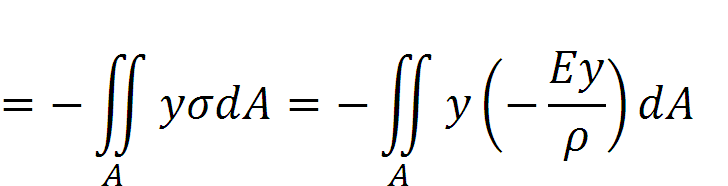 = −∬_A yσdA = −∬_A y(−Ey/ρ) dA